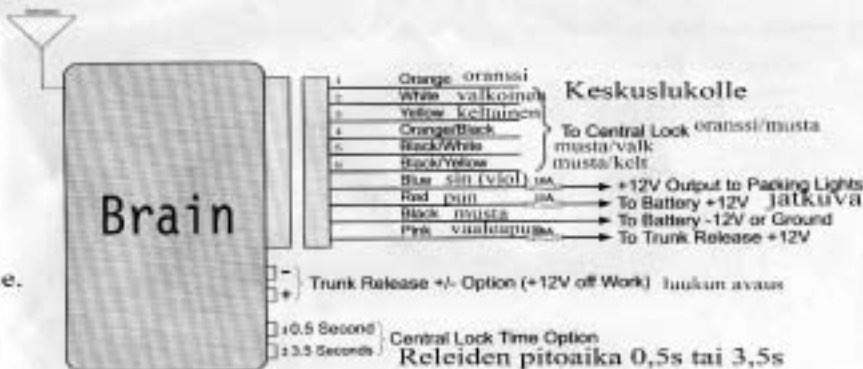 1 Orange oranssi
2 White valkoinen
Keskuslukolle
3 Yellow keltainen
4 Orange/Black
To Central Lock oranssi/musta
5 Black/White
musta/valk
6 Black/Yellow
musta/kelt
Blue sin (viol) 10A
+12V Output to Parking Lights
Red pun
To Battery +12V jatkuva
Black musta
To Battery -12V or Ground
Pink vaaleapun
To Trunk Release +12V
Brain
e.
- + Trunk Release +/- Option (+12V off Work) luukun avaus
±0.5 Second
±3.5 Seconds
Central Lock Time Option
Releiden pitoaika 0,5s tai 3,5s